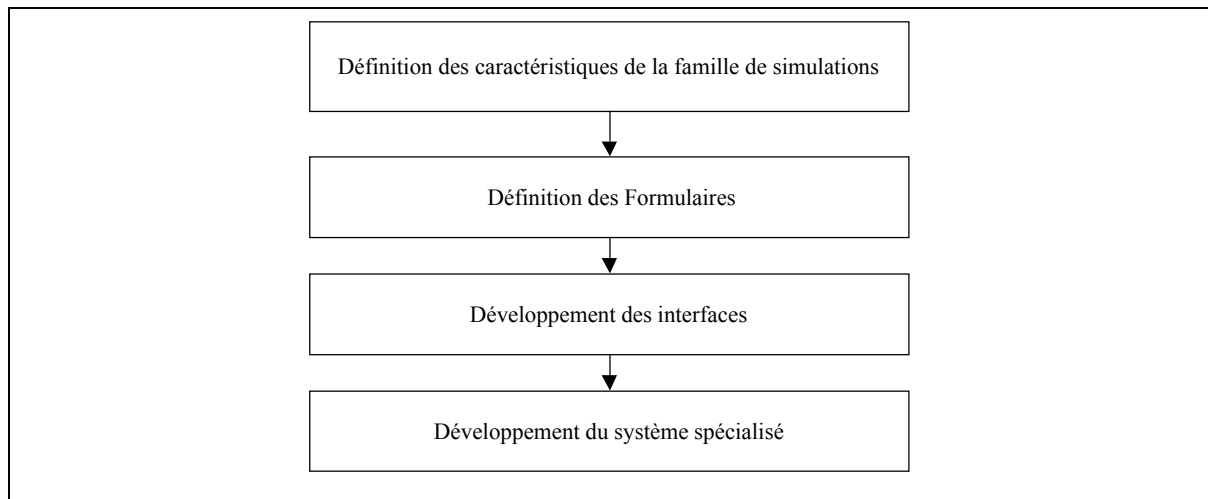 Définition des caractéristiques de la famille de simulations
Définition des Formulaires
Développement des interfaces
Développement du système spécialisé